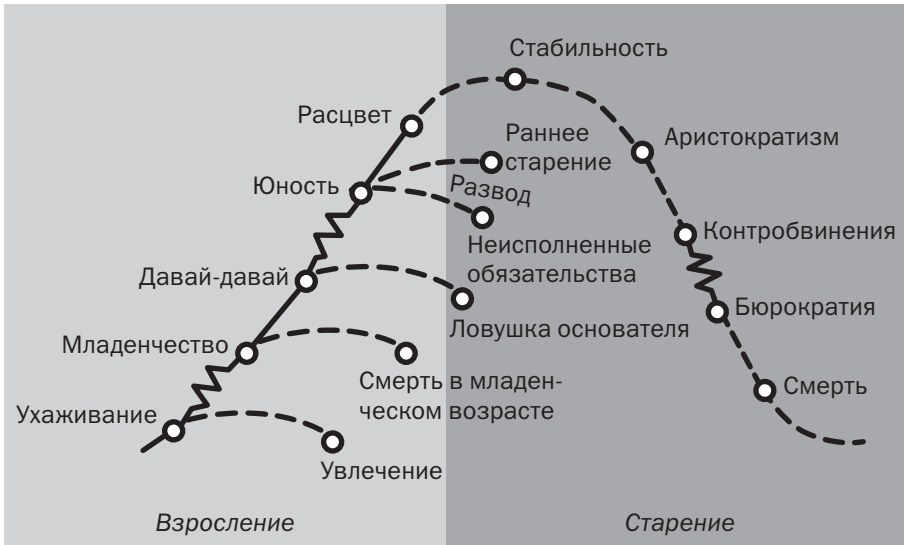 Стабильность
Расцвет
Раннее
старение
Аристократизм
Юность
Развод
Контробвинения
Неисполненные
обязательства
Давай-давай
Бюрократия
Ловушка основателя
Младенчество
Смерть в младен-
ческом возрасте
Смерть
Ухаживание
Увлечение
Взросление
Старение